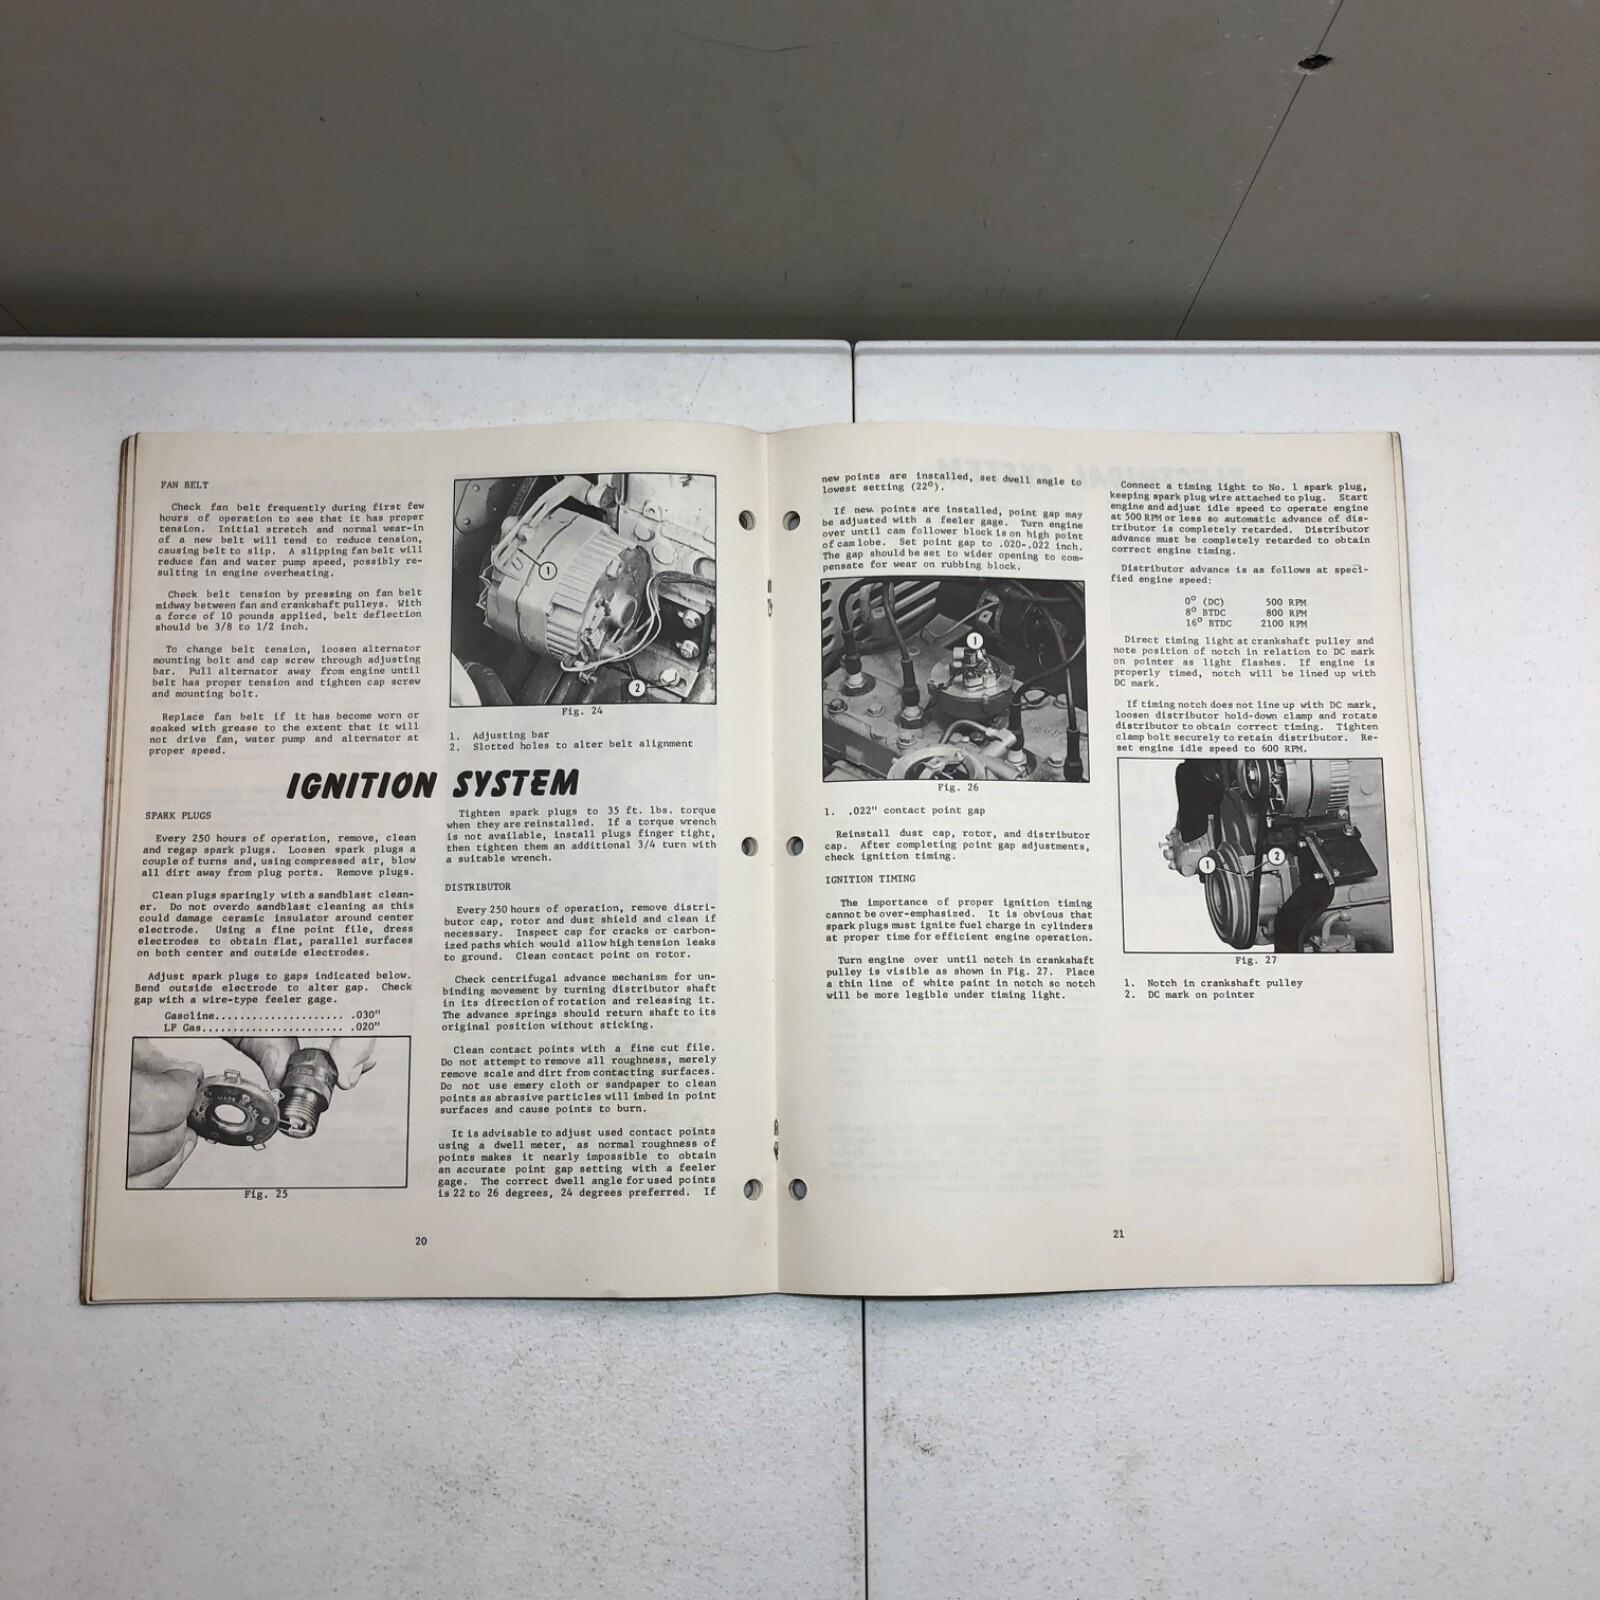 FAN BELT
Check fan belt frequently during first few
hours of operation to see that it has proper
tension. Initial stretch and normal wear-in
of a new belt will tend to reduce tension,
causing belt to slip. A slipping fan belt will
reduce fan and water pump speed, possibly re-
sulting in engine overheating.
Check belt tension by pressing on fan belt
midway between fan and crankshaft pulleys. With
a force of 10 pounds applied, belt deflection
should be 3/8 to 1/2 inch.
To change belt tension, loosen alternator
mounting bolt and cap screw through adjusting
bar. Pull alternator away from engine until
belt has proper tension and tighten cap screw
and mounting bolt.
Replace fan belt if it has become worn or
soaked with grease to the extent that it will
not drive fan, water pump and alternator at
proper speed.
1
2
Fig. 24
1. Adjusting bar
2. Slotted holes to alter belt alignment
IGNITION SYSTEM
SPARK PLUGS
Every 250 hours of operation, remove, clean
and regap spark plugs. Loosen spark plugs a
couple of turns and, using compressed air, blow
all dirt away from plug ports. Remove plugs.
Clean plugs sparingly with a sandblast clean-
er. Do not overdo sandblast cleaning as this
could damage ceramic insulator around center
electrode. Using a fine point file, dress
electrodes to obtain flat, parallel surfaces
on both center and outside electrodes.
Adjust spark plugs to gaps indicated below.
Bend outside electrode to alter gap. Check
gap with a wire-type feeler gage.
Gasoline..................... .030"
LP Gas....................... .020"
Fig. 25
Tighten spark plugs to 35 ft. lbs. torque
when they are reinstalled. If a torque wrench
is not available, install plugs finger tight,
then tighten them an additional 3/4 turn with
a suitable wrench.
DISTRIBUTOR
Every 250 hours of operation, remove distri-
butor cap, rotor and dust shield and clean if
necessary. Inspect cap for cracks or carbon-
ized paths which would allow high tension leaks
to ground. Clean contact point on rotor.
Check centrifugal advance mechanism for un-
binding movement by turning distributor shaft
in its direction of rotation and releasing it.
The advance springs should return shaft to its
original position without sticking.
Clean contact points with a fine cut file.
Do not attempt to remove all roughness, merely
remove scale and dirt from contacting surfaces.
Do not use emery cloth or sandpaper to clean
points as abrasive particles will imbed in point
surfaces and cause points to burn.
It is advisable to adjust used contact points
using a dwell meter, as normal roughness of
points makes it nearly impossible to obtain
an accurate point gap setting with a feeler
gage. The correct dwell angle for used points
is 22 to 26 degrees, 24 degrees preferred. If
20
new points are installed, set dwell angle to
lowest setting (22°).
If new points are installed, point gap may
be adjusted with a feeler gage. Turn engine
over until cam follower block is on high point
of cam lobe. Set point gap to .020-.022 inch.
The gap should be set to wider opening to com-
pensate for wear on rubbing block.
1
Fig. 26
1. .022" contact point gap
Reinstall dust cap, rotor, and distributor
cap. After completing point gap adjustments,
check ignition timing.
IGNITION TIMING
The importance of proper ignition timing
cannot be over-emphasized. It is obvious that
spark plugs must ignite fuel charge in cylinders
at proper time for efficient engine operation.
Turn engine over until notch in crankshaft
pulley is visible as shown in Fig. 27. Place
a thin line of white paint in notch so notch
will be more legible under timing light.
Connect a timing light to No. 1 spark plug,
keeping spark plug wire attached to plug. Start
engine and adjust idle speed to operate engine
at 500 RPM or less so automatic advance of dis-
tributor is completely retarded. Distributor
advance must be completely retarded to obtain
correct engine timing.
Distributor advance is as follows at speci-
fied engine speed:
0° (DC) 500 RPM
8° BTDC 800 RPM
16° BTDC 2100 RPM
Direct timing light at crankshaft pulley and
note position of notch in relation to DC mark
on pointer as light flashes. If engine is
properly timed, notch will be lined up with
DC mark.
If timing notch does not line up with DC mark,
loosen distributor hold-down clamp and rotate
distributor to obtain correct timing. Tighten
clamp bolt securely to retain distributor. Re-
set engine idle speed to 600 RPM.
1
2
Fig. 27
1. Notch in crankshaft pulley
2. DC mark on pointer
21